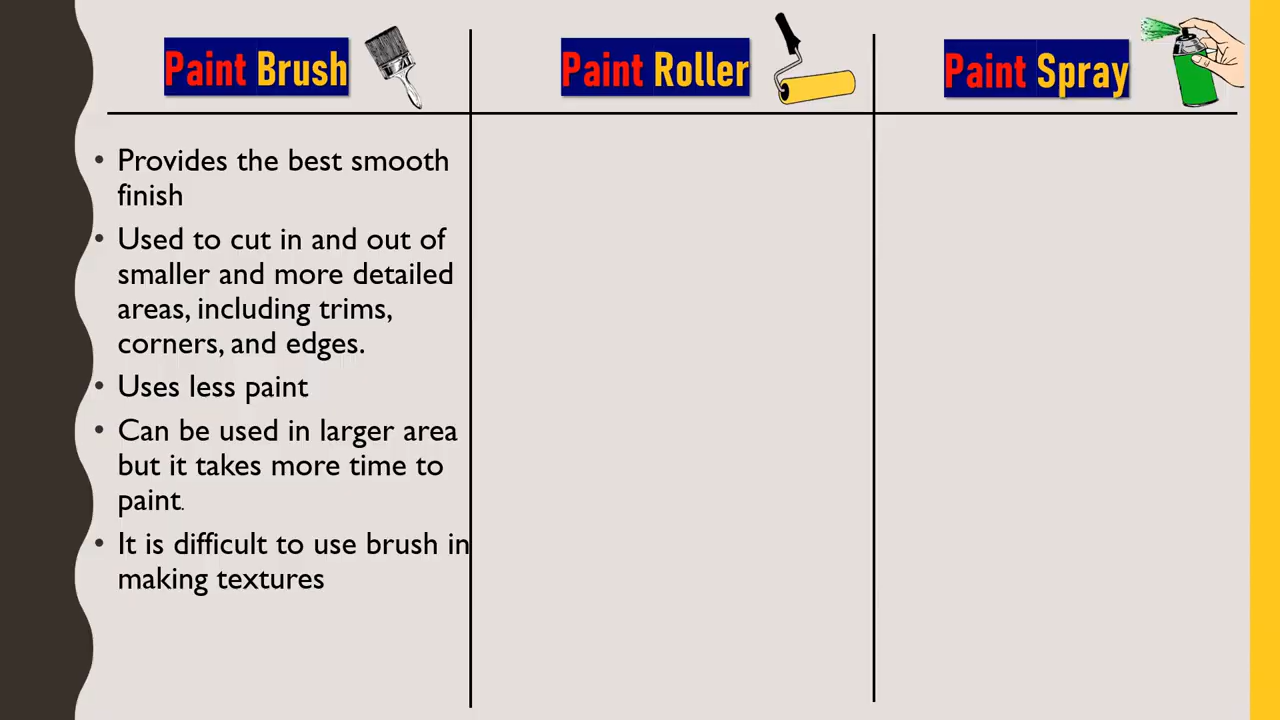 Paint Brush
Paint Roller
Paint Spray
• Provides the best smooth
finish
• Used to cut in and out of
smaller and more detailed
areas, including trims,
corners, and edges.
• Uses less paint
• Can be used in larger area
but it takes more time to
paint.
• It is difficult to use brush in
making textures